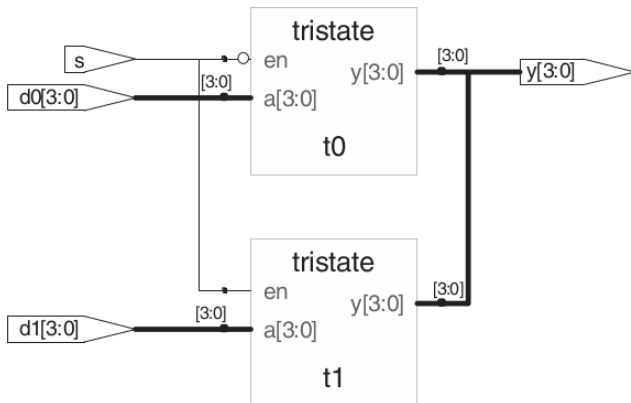 tristate
s
en
y[3:0]
[3:0]
y[3:0]
[3:0]
d0[3:0]
a[3:0]
t0
tristate
en
y[3:0]
[3:0]
[3:0]
d1[3:0]
a[3:0]
t1